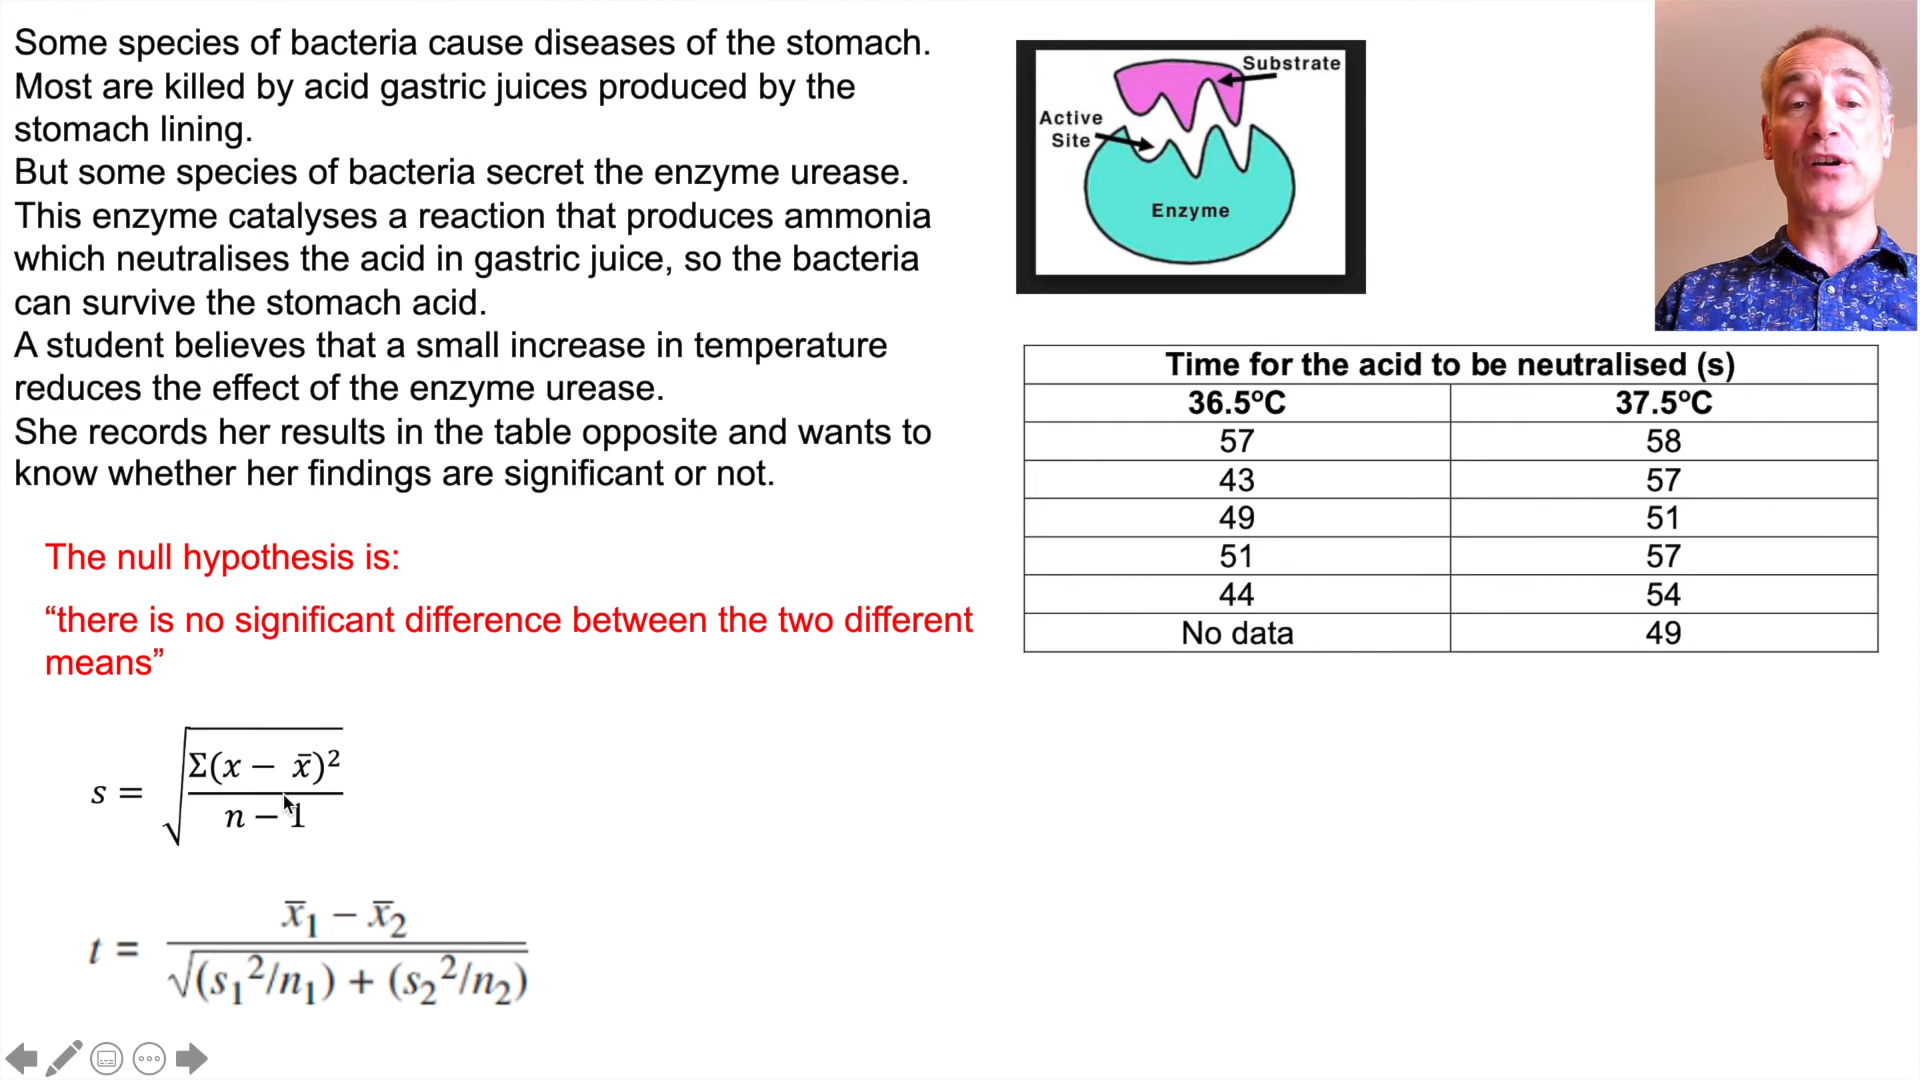 Some species of bacteria cause diseases of the stomach.
Most are killed by acid gastric juices produced by the
stomach lining.
But some species of bacteria secret the enzyme urease.
This enzyme catalyses a reaction that produces ammonia
which neutralises the acid in gastric juice, so the bacteria
can survive the stomach acid.
A student believes that a small increase in temperature
reduces the effect of the enzyme urease.
She records her results in the table opposite and wants to
know whether her findings are significant or not.
The null hypothesis is:
“there is no significant difference between the two different
means”
s = √(Σ(x − x̄)² / (n − 1))
t = (x̄₁ − x̄₂) / √((s₁²/n₁) + (s₂²/n₂))
Substrate
Active
Site
Enzyme
Time for the acid to be neutralised (s)
36.5ºC 37.5ºC
57 58
43 57
49 51
51 57
44 54
No data 49